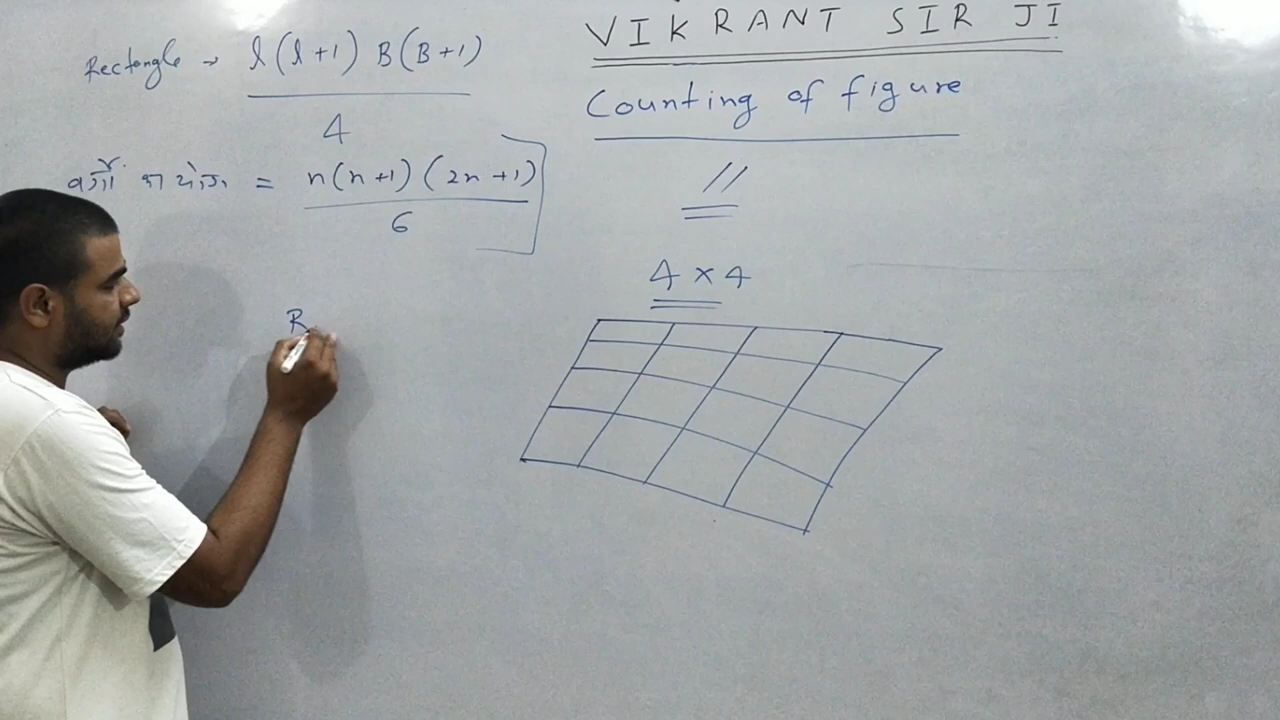 VIKRANT SIR JI
Counting of figure
Rectangle → l(l+1) B(B+1)
4
वर्गों का योग = n(n+1)(2n+1)
6
4 × 4
R